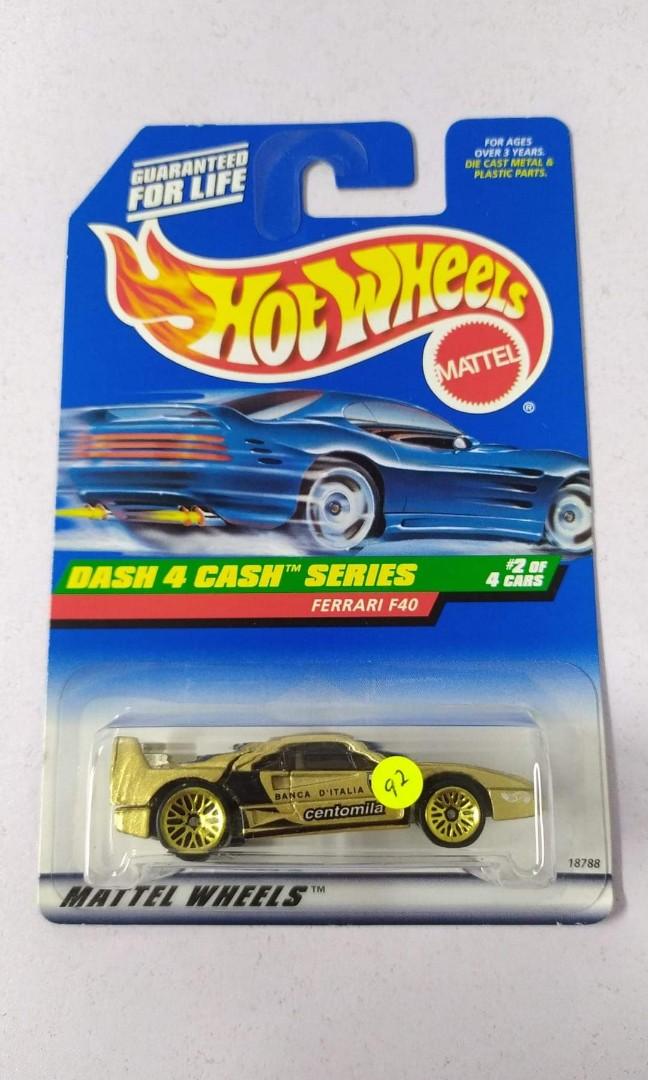 GUARANTEED
FOR LIFE
FOR AGES
OVER 3 YEARS.
DIE CAST METAL &
PLASTIC PARTS.
HOT WHEELS
MATTEL
®
DASH 4 CASH™ SERIES
#2 OF
4 CARS
FERRARI F40
BANCA D'ITALIA
centomila
92
18788
MATTEL WHEELS™